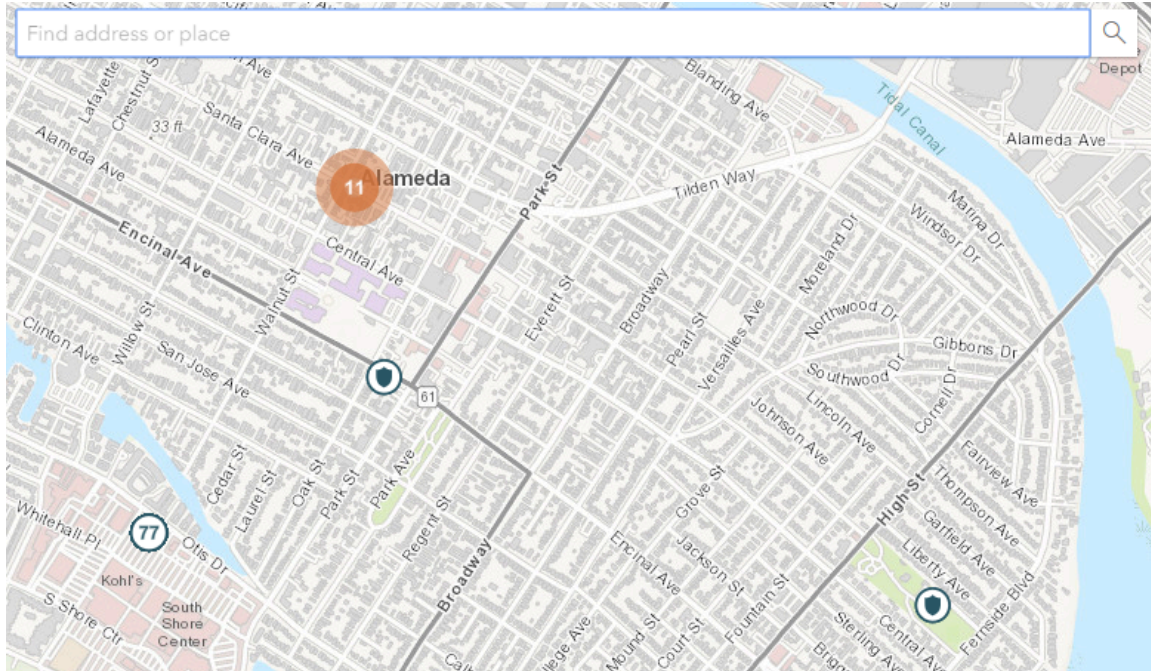 Find address or place
Depot
Blanding Ave
Tidal Canal
Lafayette
Chestnut St
Ave
33 ft
Santa Clara Ave
Alameda Ave
Alameda Ave
11
Alameda
Tilden Way
Park St
Marina Dr
Windsor Dr
Moreland Dr
Encinal Ave
Central Ave
Walnut St
Everett St
Broadway
Pearl St
Versailles Ave
Northwood Dr
Gibbons Dr
Southwood Dr
Cornell Dr
Willow St
Clinton Ave
San Jose Ave
61
Johnson Ave
Lincoln Ave
Fairview Ave
Cedar St
Laurel St
Oak St
Park St
Park Ave
Regent St
Grove St
High St
Thompson Ave
Garfield Ave
Liberty Ave
77
Whitehall Pl
Otis Dr
Encinal Ave
Jackson St
Fountain St
Fernside Blvd
Kohl's
South
Shore
Center
S Shore Ctr
Broadway
Mound St
Court St
Central Ave
Sterling Ave